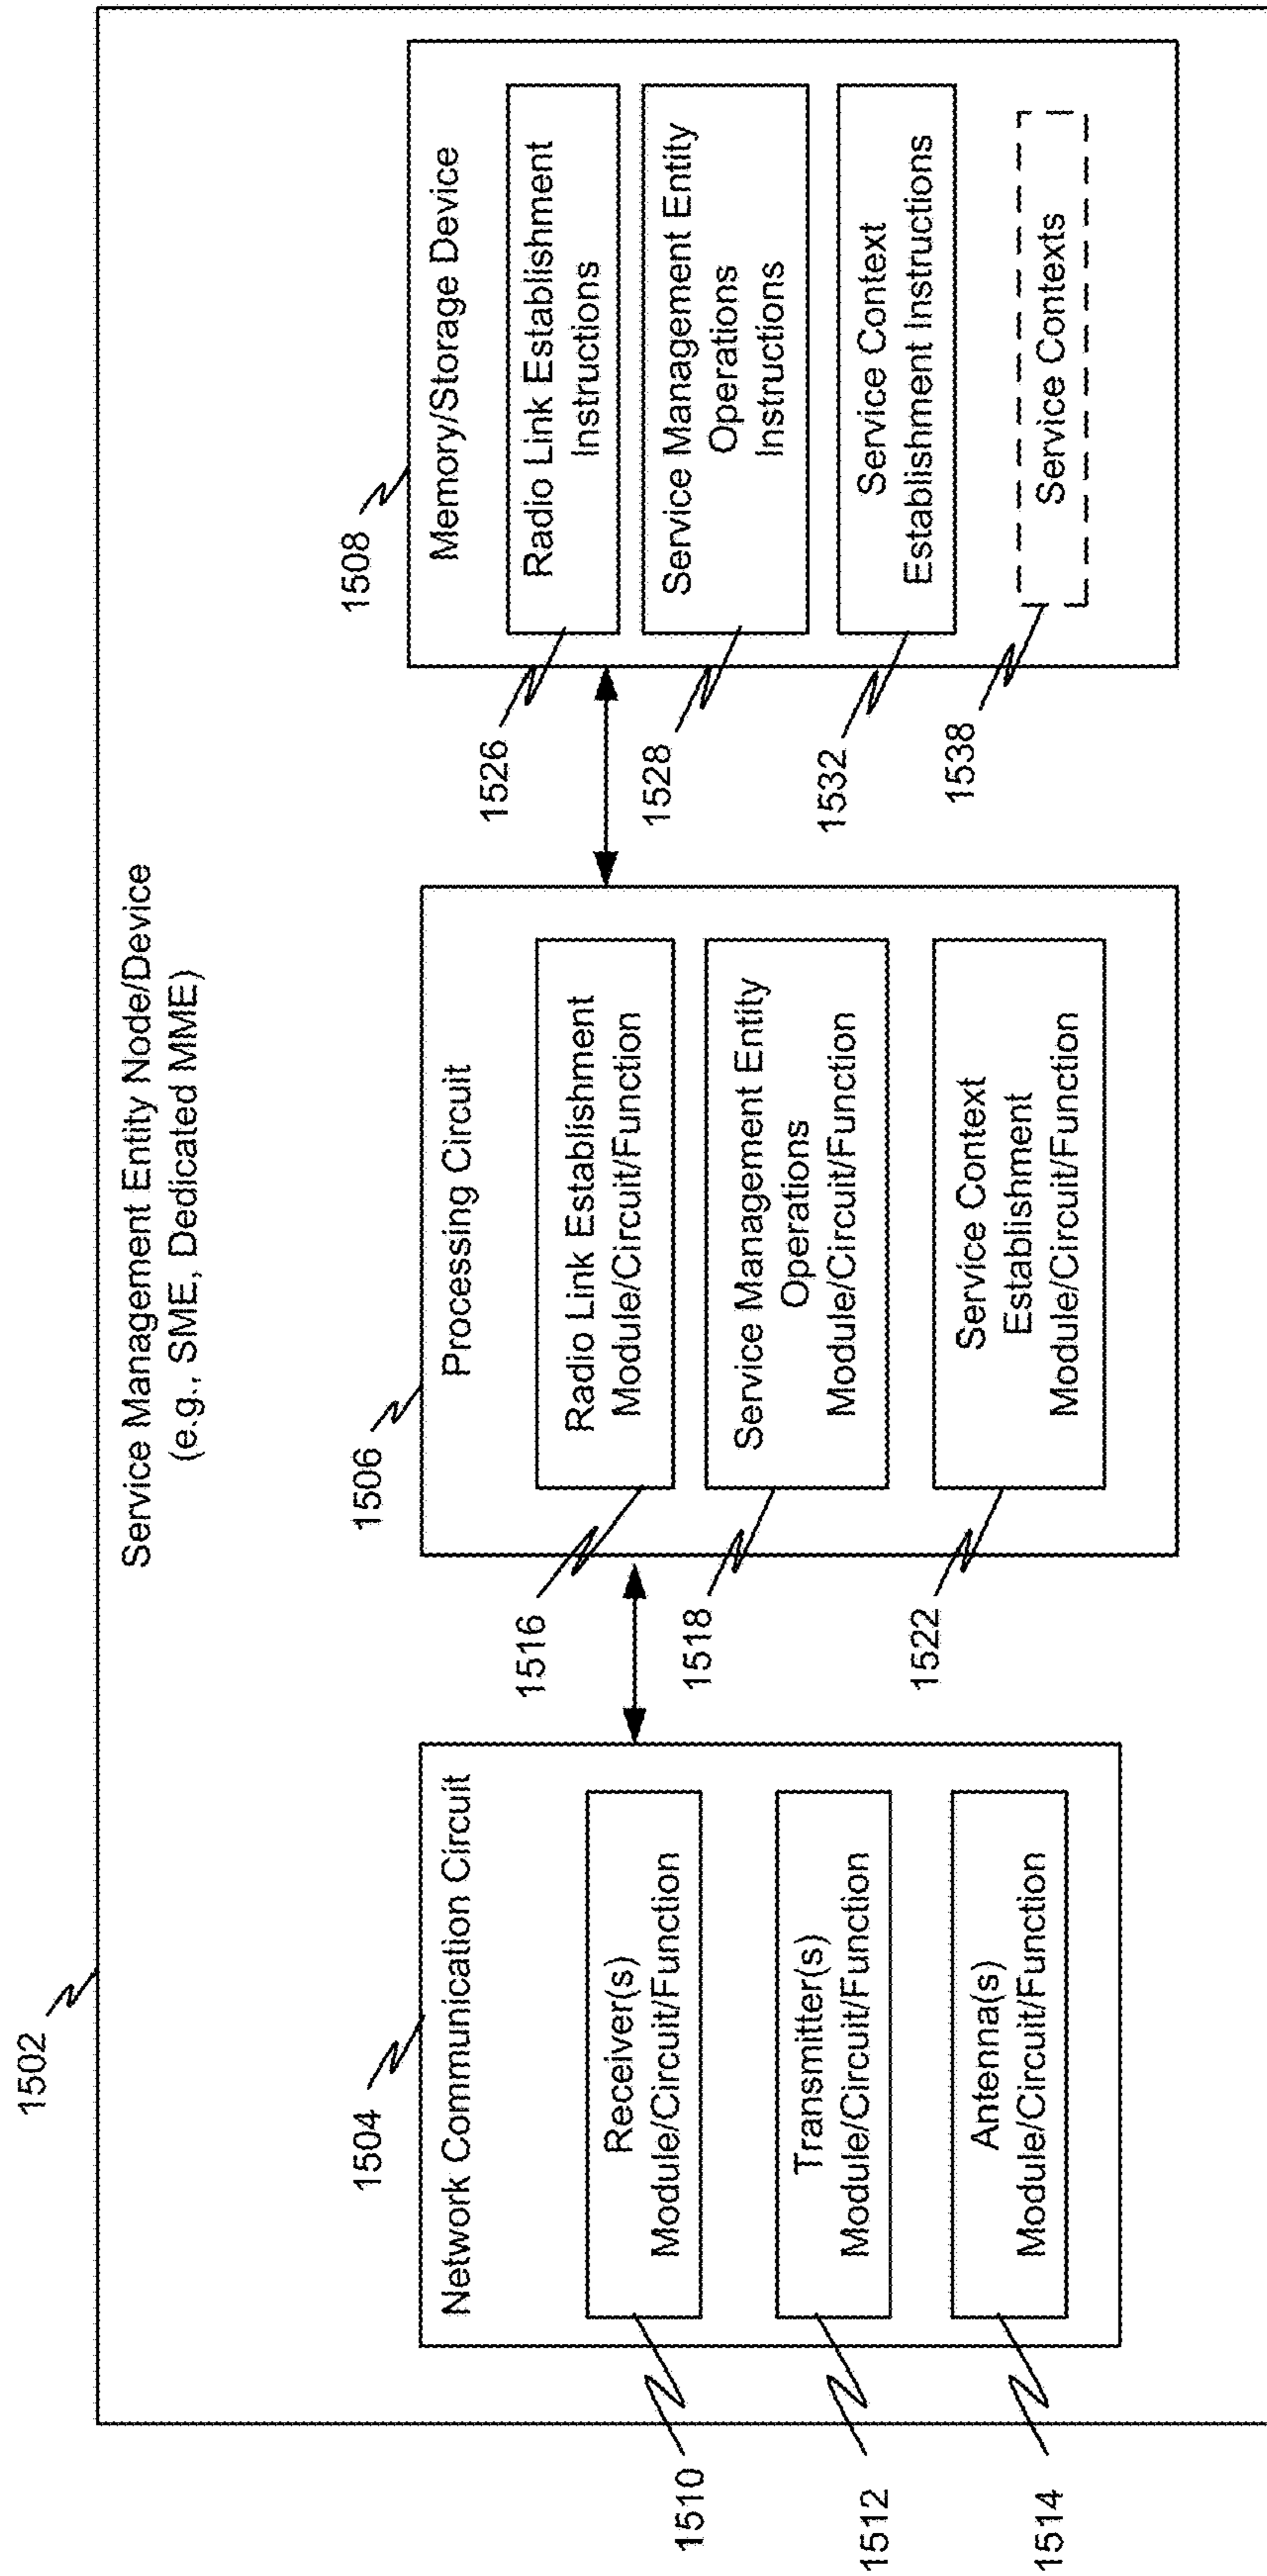 1502
Service Management Entity Node/Device
(e.g., SME, Dedicated MME)
1504
Network Communication Circuit
Receiver(s)
Module/Circuit/Function
1510
Transmitter(s)
Module/Circuit/Function
1512
Antenna(s)
Module/Circuit/Function
1514
1506
Processing Circuit
Radio Link Establishment
Module/Circuit/Function
1516
Service Management Entity
Operations
Module/Circuit/Function
1518
Service Context
Establishment
Module/Circuit/Function
1522
1508
Memory/Storage Device
Radio Link Establishment
Instructions
1526
Service Management Entity
Operations
Instructions
1528
Service Context
Establishment Instructions
1532
Service Contexts
1538